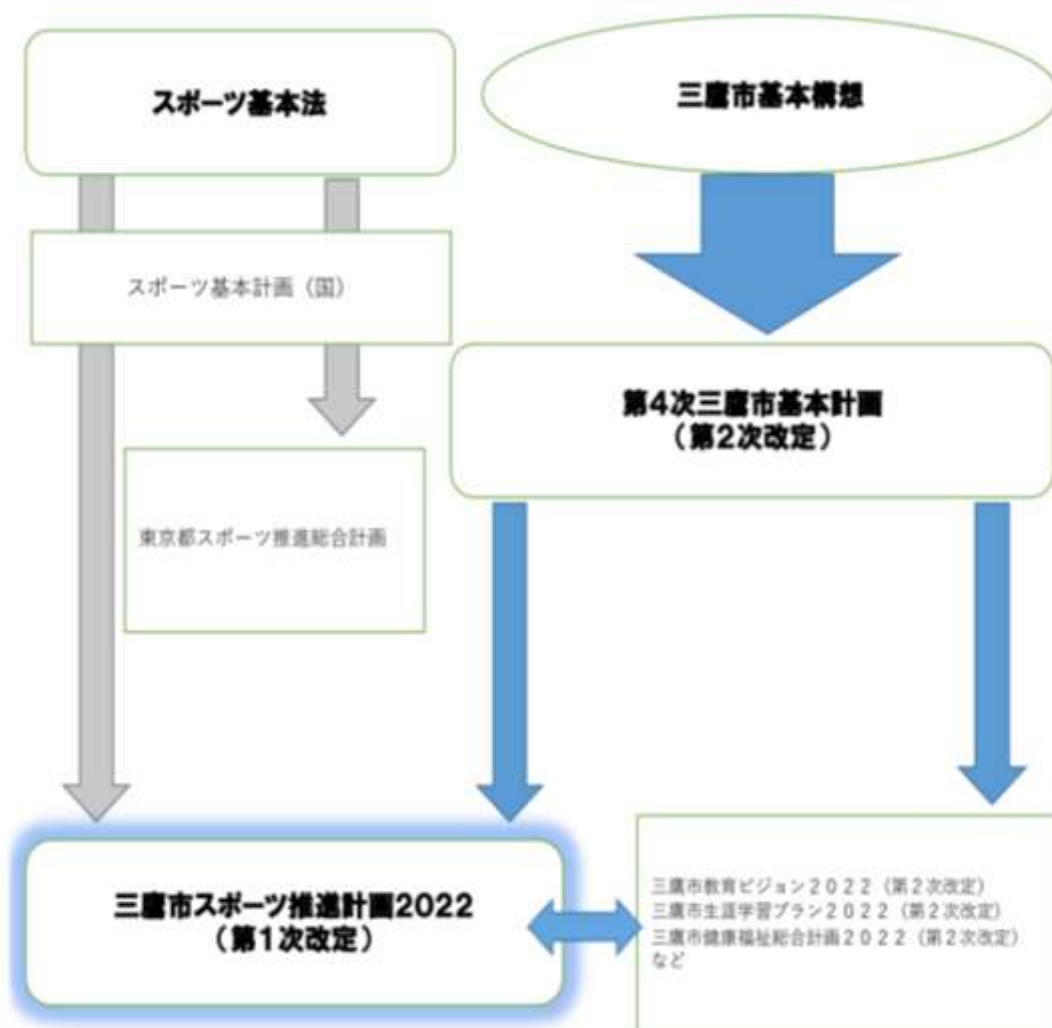 スポーツ基本法
三鷹市基本構想
スポーツ基本計画（国）
第4次三鷹市基本計画
（第2次改定）
東京都スポーツ推進総合計画
三鷹市スポーツ推進計画2022
（第1次改定）
三鷹市教育ビジョン２０２２（第２次改定）
三鷹市生涯学習プラン２０２２（第２次改定）
三鷹市健康福祉総合計画２０２２（第２次改定）
など